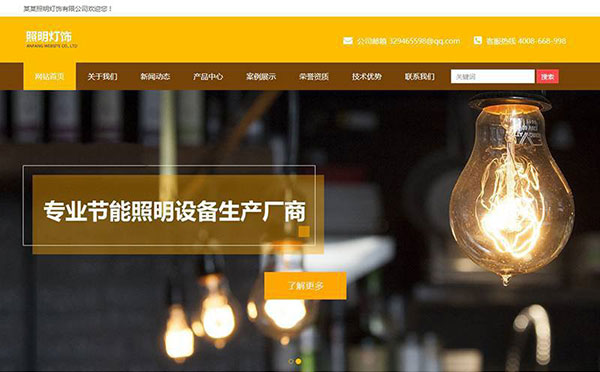 某某照明灯饰有限公司欢迎您！
照明灯饰
ANFANG WEBSITE CO., LTD
公司邮箱 329465598@qq.com
客服热线 4008-668-998
网站首页 关于我们 新闻动态 产品中心 案例展示 荣誉资质 技术优势 联系我们 关键词 搜索
专业节能照明设备生产厂商
了解更多